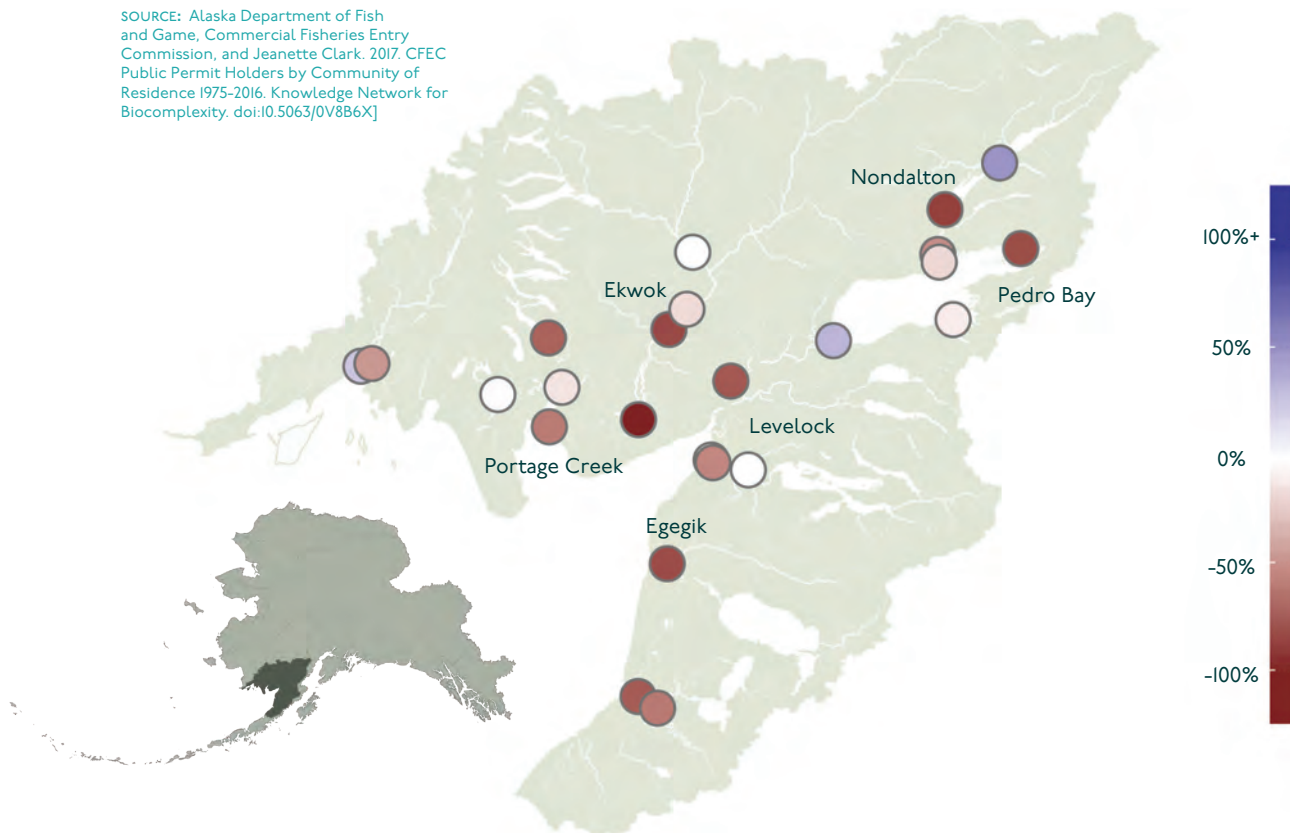 SOURCE: Alaska Department of Fish
and Game, Commercial Fisheries Entry
Commission, and Jeanette Clark. 2017. CFEC
Public Permit Holders by Community of
Residence 1975-2016. Knowledge Network for
Biocomplexity. doi:10.5063/0V8B6X]
Nondalton
100%+
Ekwok
Pedro Bay
50%
Levelock
0%
Portage Creek
Egegik
-50%
-100%